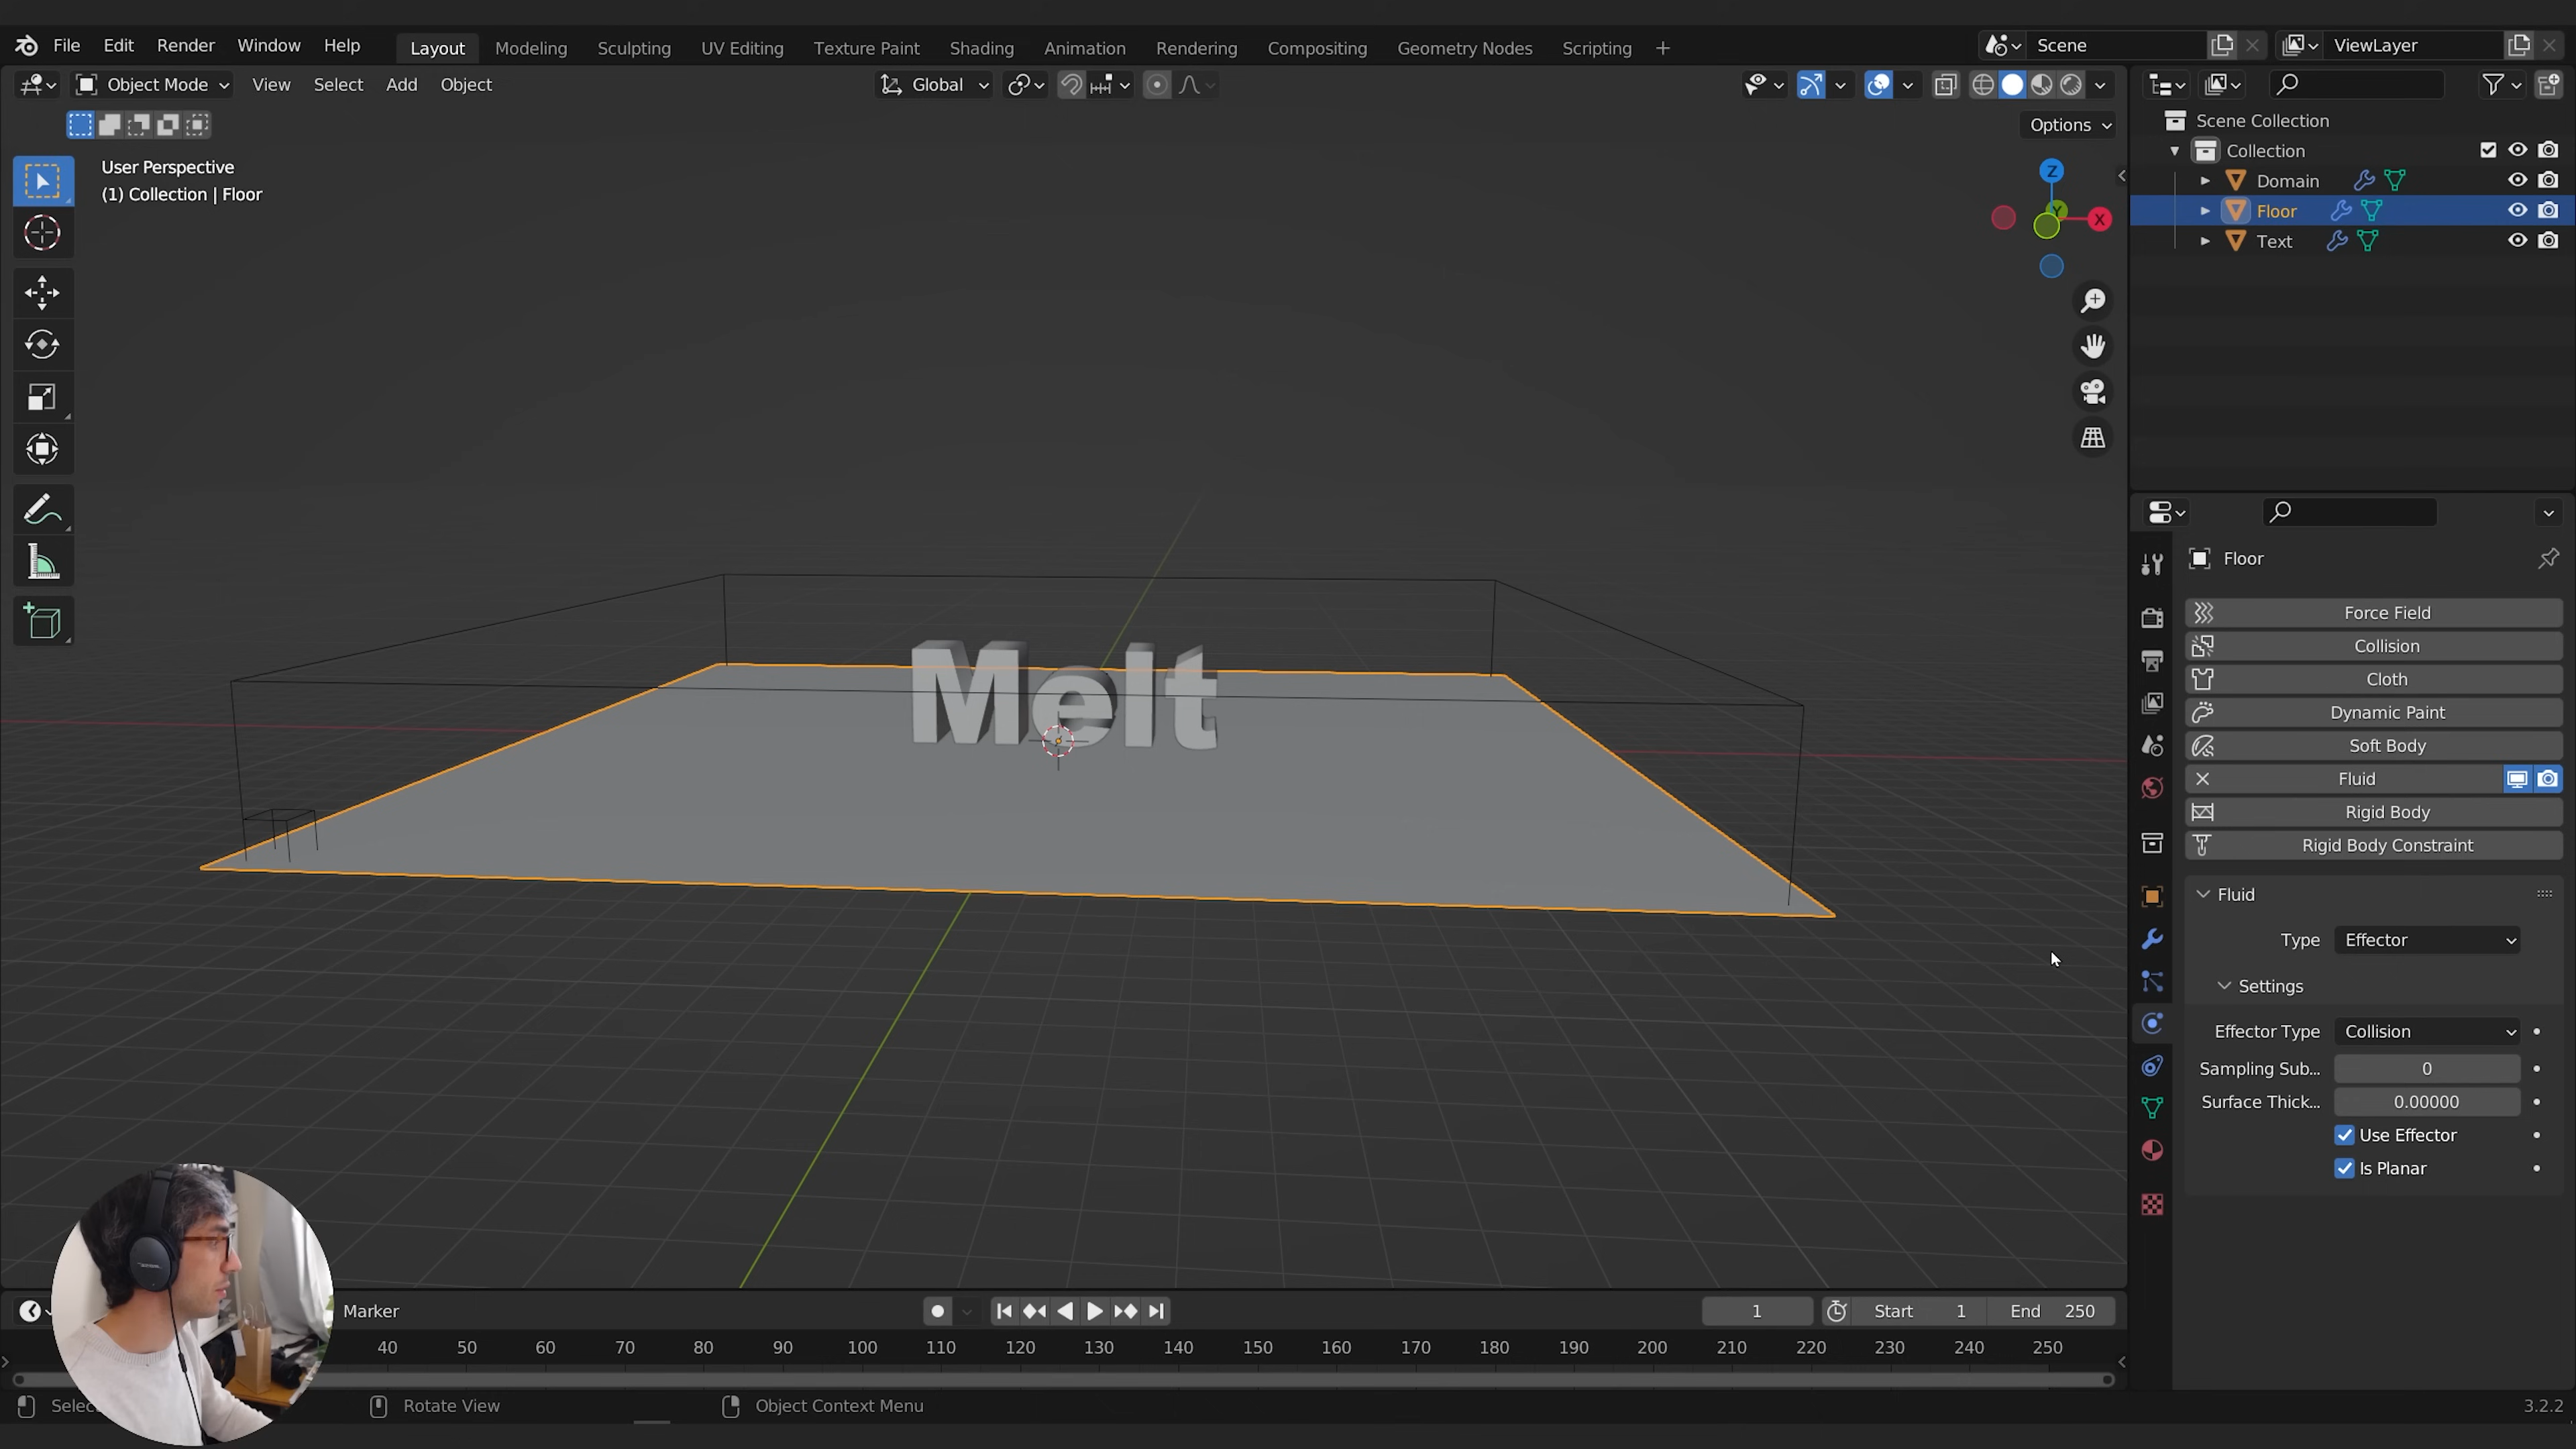 File Edit Render Window Help Layout Modeling Sculpting UV Editing Texture Paint Shading Animation Rendering Compositing Geometry Nodes Scripting + Scene ViewLayer
Object Mode View Select Add Object Global
Options
User Perspective
(1) Collection | Floor
Z
Y
X
Melt
Scene Collection
Collection
Domain
Floor
Text
Floor
Force Field
Collision
Cloth
Dynamic Paint
Soft Body
Fluid
Rigid Body
Rigid Body Constraint
Fluid
Type Effector
Settings
Effector Type Collision
Sampling Sub... 0
Surface Thick... 0.00000
Use Effector
Is Planar
Marker 1 Start 1 End 250
40 50 60 70 80 90 100 110 120 130 140 150 160 170 180 190 200 210 220 230 240 250
Selec Rotate View Object Context Menu 3.2.2